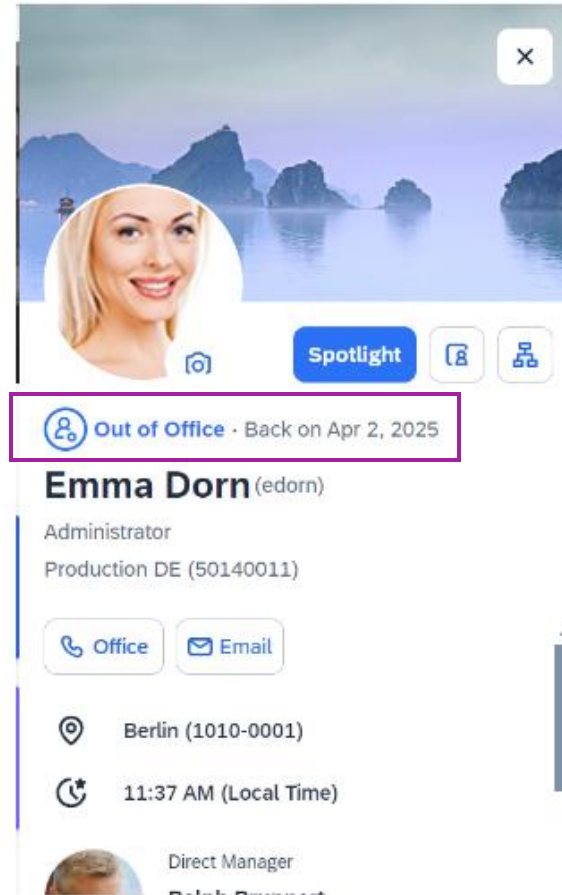 Spotlight
Out of Office · Back on Apr 2, 2025
Emma Dorn (edorn)
Administrator
Production DE (50140011)
Office Email
Berlin (1010-0001)
11:37 AM (Local Time)
Direct Manager